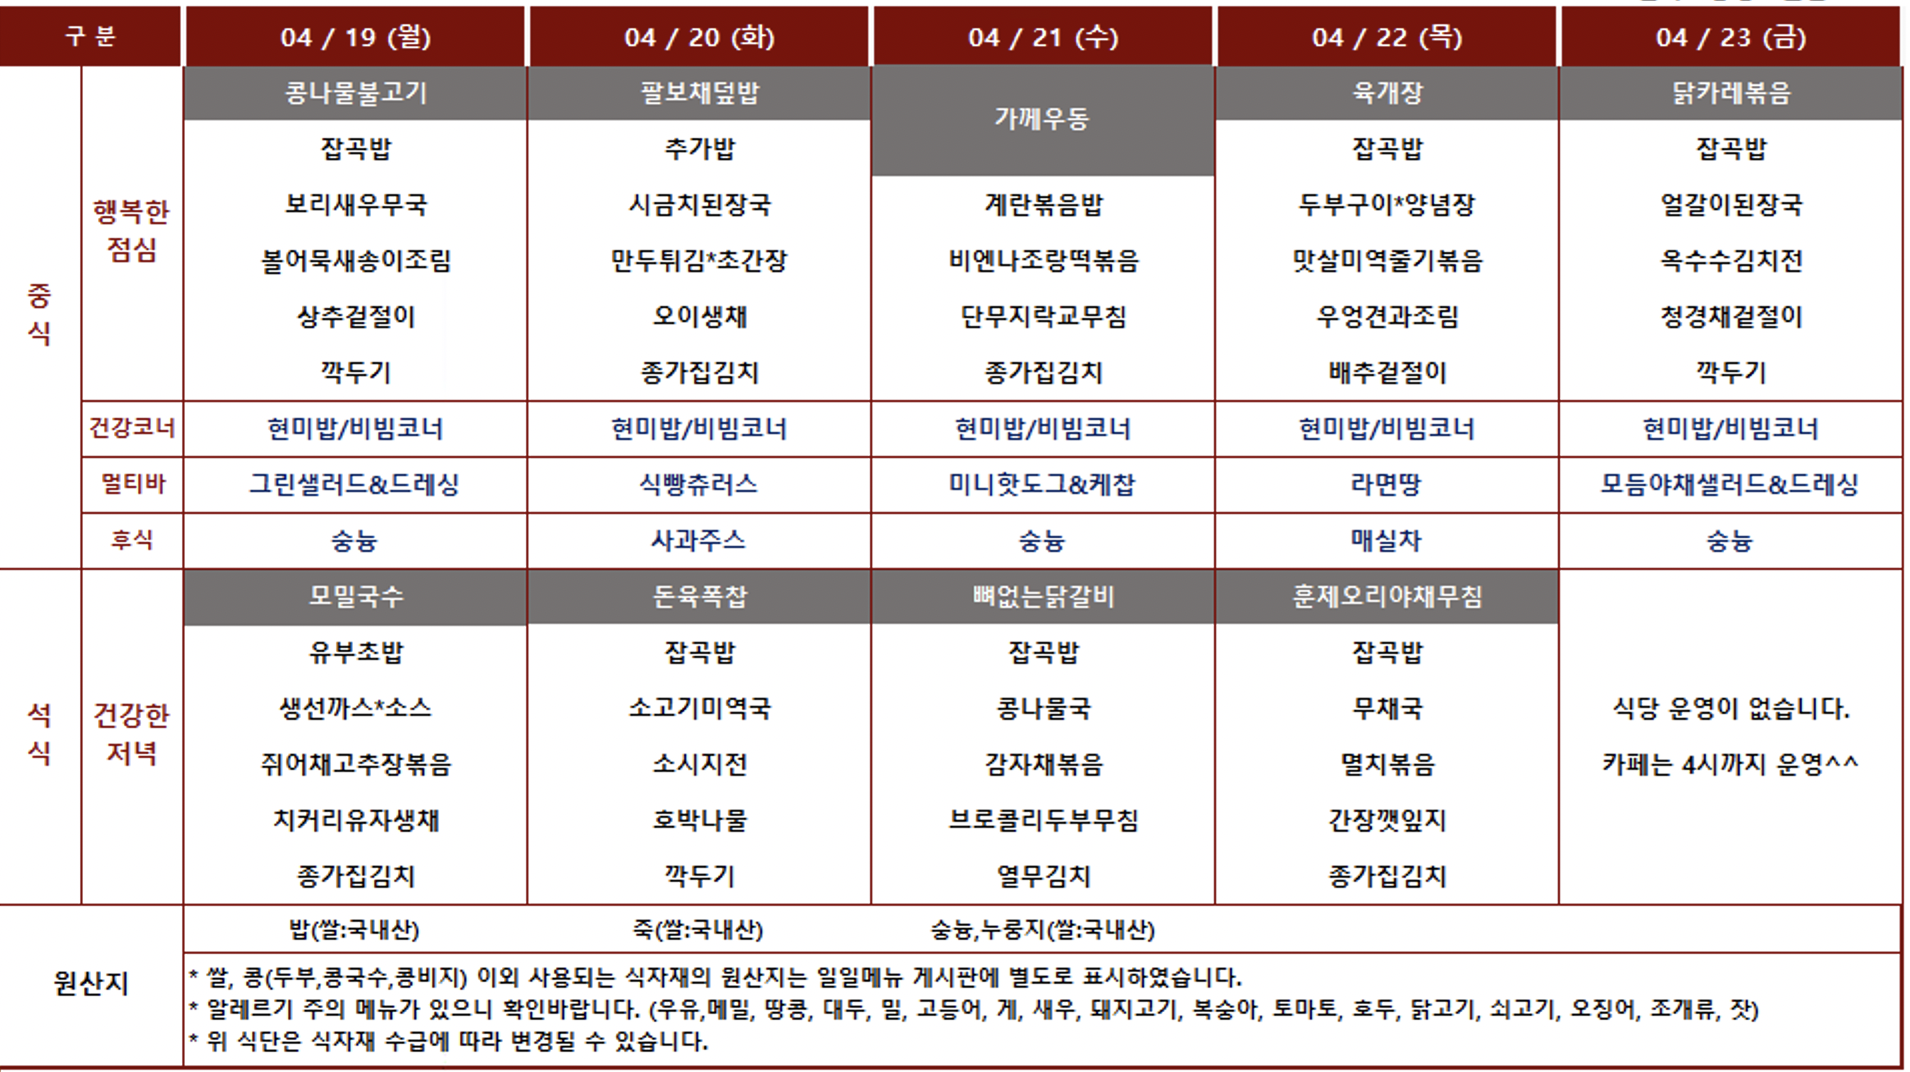 구 분 04 / 19 (월) 04 / 20 (화) 04 / 21 (수) 04 / 22 (목) 04 / 23 (금)
중식
행복한 점심
콩나물불고기 팔보채덮밥 가께우동 육개장 닭카레볶음
잡곡밥 추가밥 잡곡밥 잡곡밥
보리새우무국 시금치된장국 계란볶음밥 두부구이*양념장 얼갈이된장국
볼어묵새송이조림 만두튀김*초간장 비엔나조랑떡볶음 맛살미역줄기볶음 옥수수김치전
상추겉절이 오이생채 단무지락교무침 우엉견과조림 청경채겉절이
깍두기 종가집김치 종가집김치 배추겉절이 깍두기
건강코너 현미밥/비빔코너 현미밥/비빔코너 현미밥/비빔코너 현미밥/비빔코너 현미밥/비빔코너
멀티바 그린샐러드&드레싱 식빵츄러스 미니핫도그&케찹 라면땅 모듬야채샐러드&드레싱
후식 숭늉 사과주스 숭늉 매실차 숭늉
석식
건강한 저녁
모밀국수 돈육폭찹 뼈없는닭갈비 훈제오리야채무침
유부초밥 잡곡밥 잡곡밥 잡곡밥
생선까스*소스 소고기미역국 콩나물국 무채국 식당 운영이 없습니다.
쥐어채고추장볶음 소시지전 감자채볶음 멸치볶음 카페는 4시까지 운영^^
치커리유자생채 호박나물 브로콜리두부무침 간장깻잎지
종가집김치 깍두기 열무김치 종가집김치
원산지
밥(쌀:국내산) 죽(쌀:국내산) 숭늉,누룽지(쌀:국내산)
* 쌀, 콩(두부,콩국수,콩비지) 이외 사용되는 식자재의 원산지는 일일메뉴 게시판에 별도로 표시하였습니다.
* 알레르기 주의 메뉴가 있으니 확인바랍니다. (우유,메밀, 땅콩, 대두, 밀, 고등어, 게, 새우, 돼지고기, 복숭아, 토마토, 호두, 닭고기, 쇠고기, 오징어, 조개류, 잣)
* 위 식단은 식자재 수급에 따라 변경될 수 있습니다.